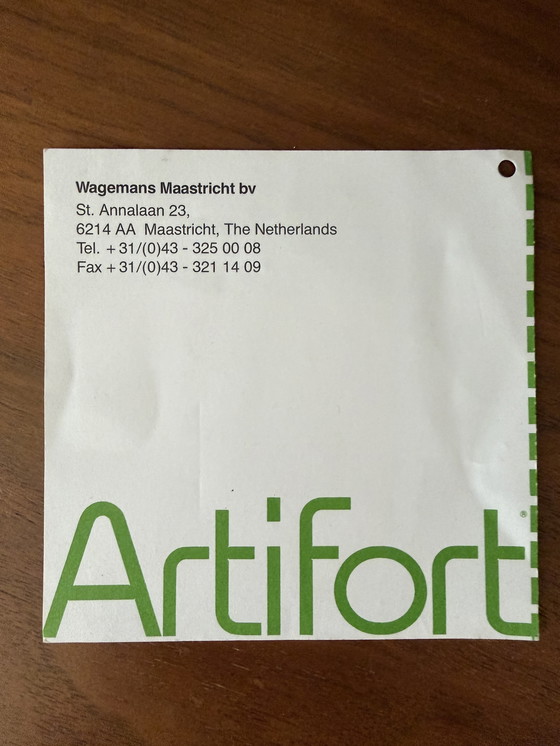 Wagemans Maastricht bv
St. Annalaan 23,
6214 AA Maastricht, The Netherlands
Tel. +31/(0)43 - 325 00 08
Fax +31/(0)43 - 321 14 09
Artifort®